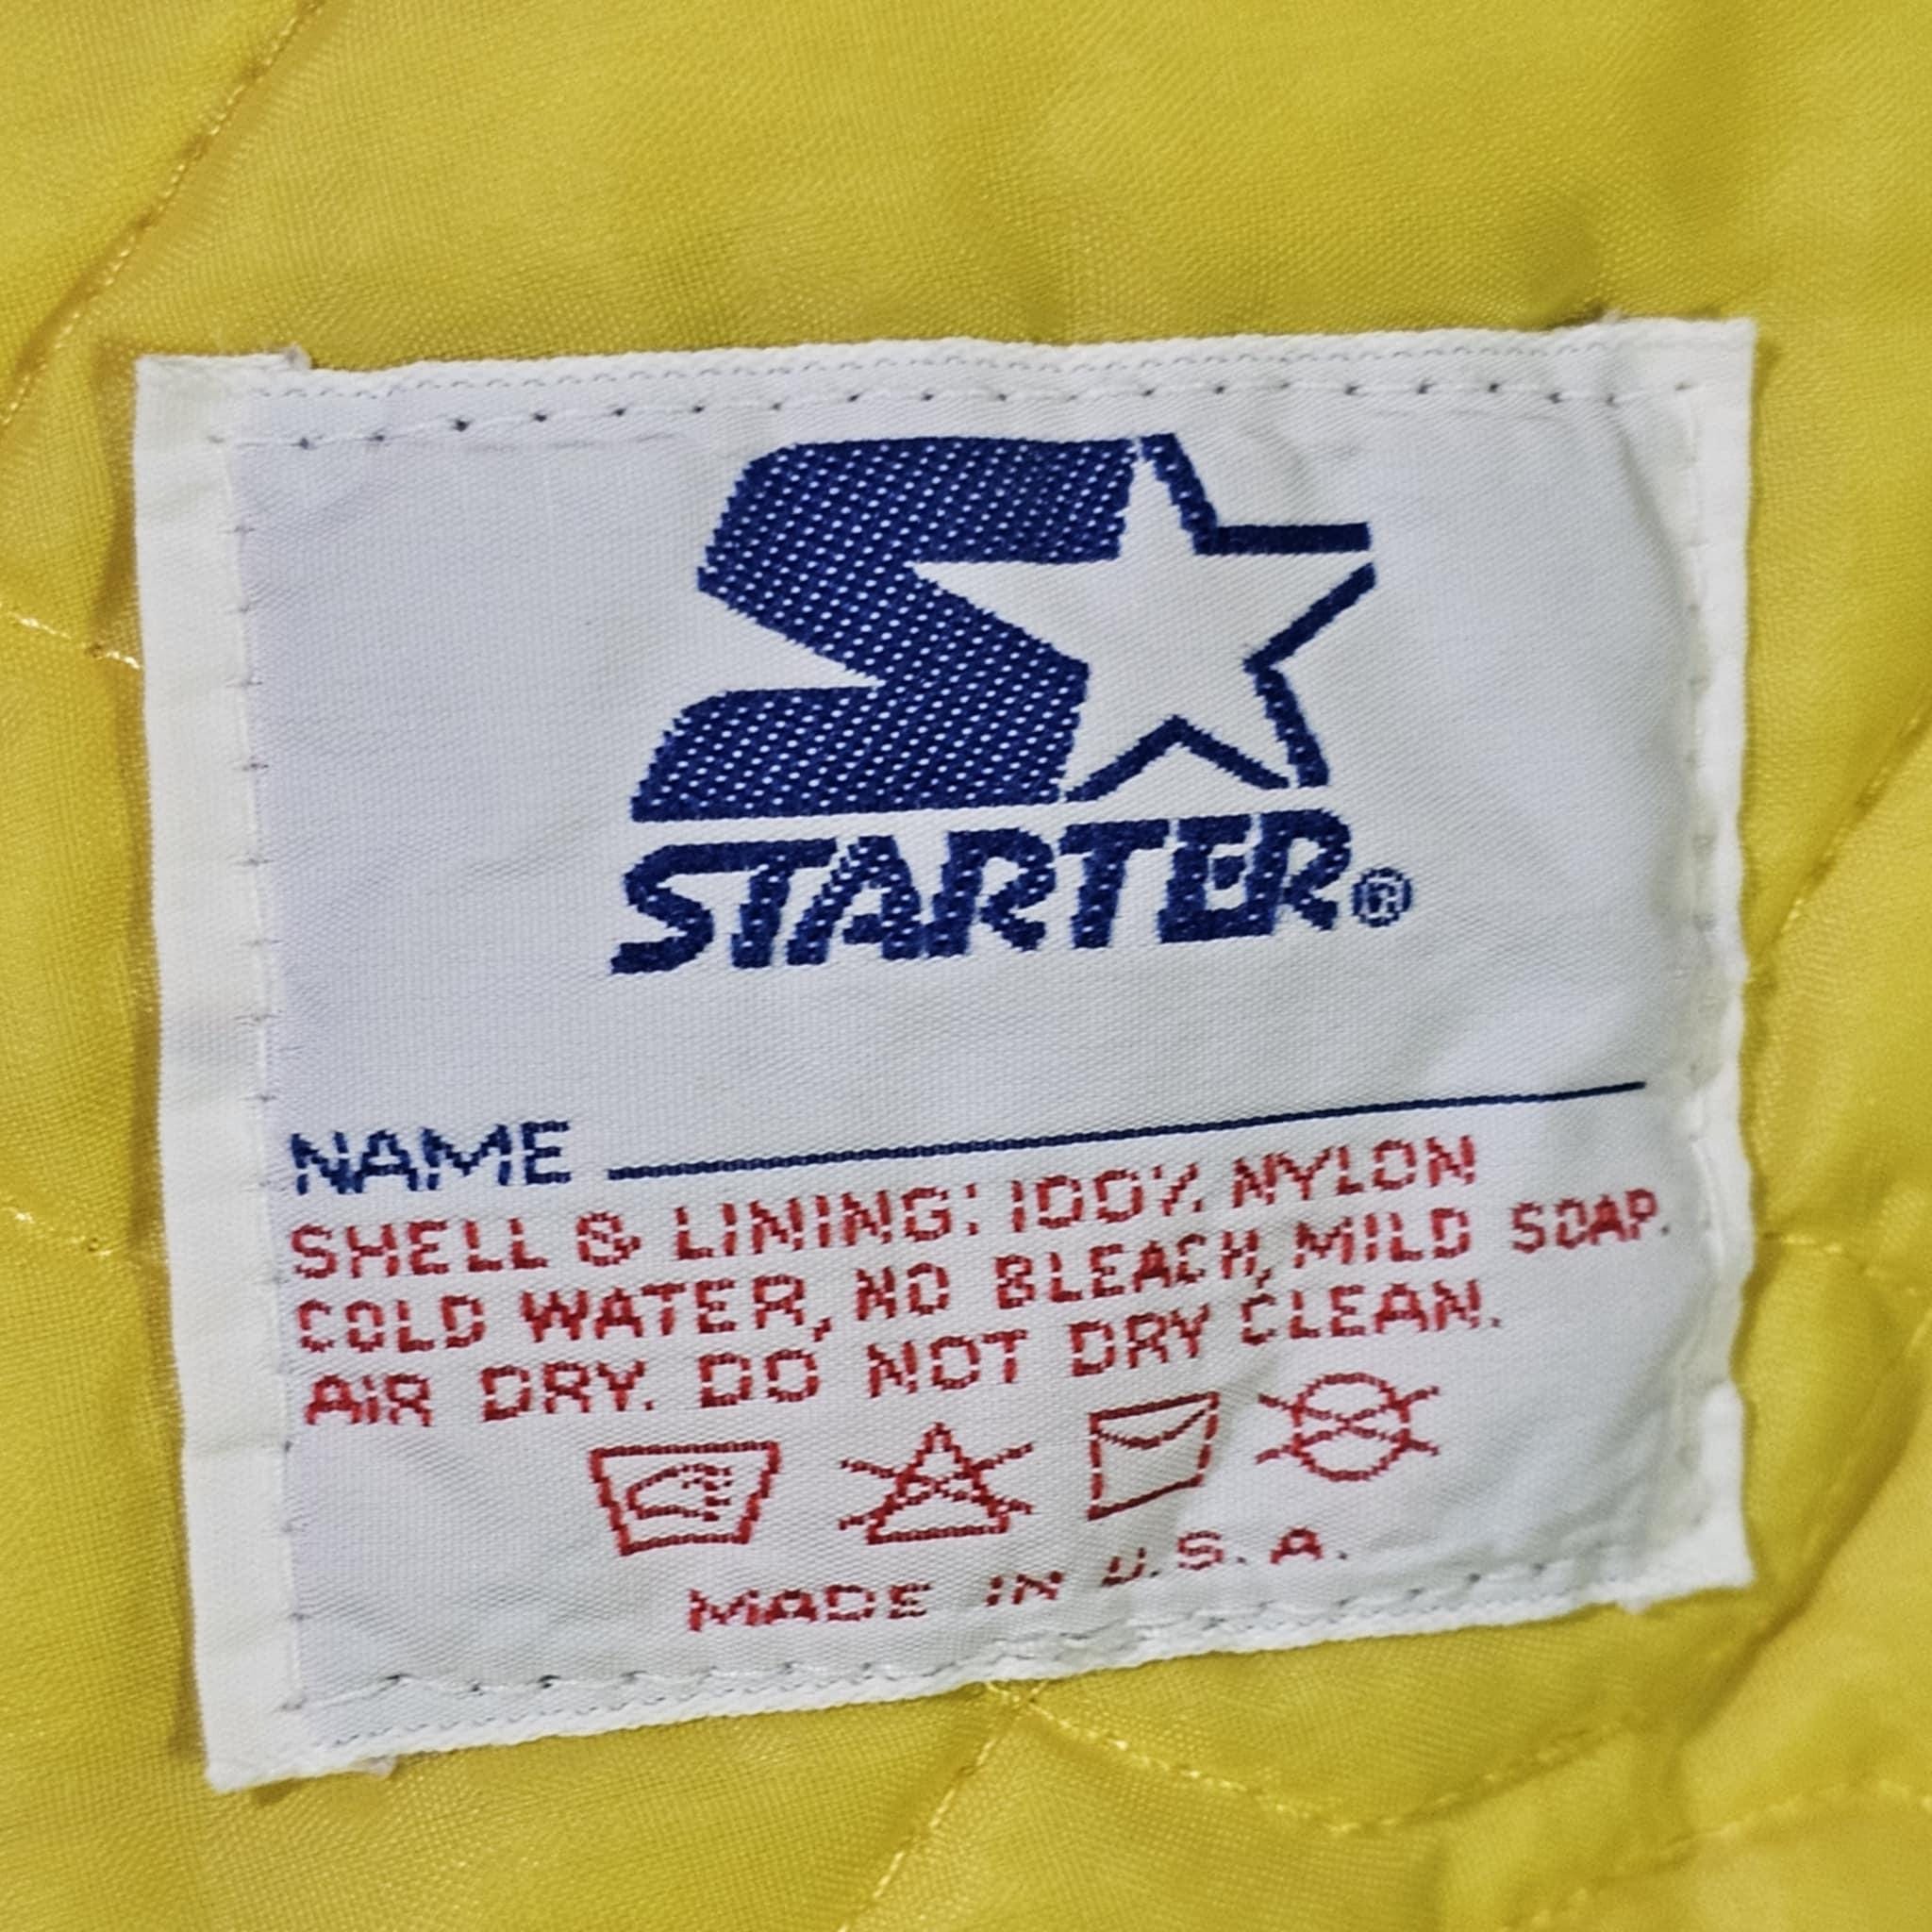 STARTER®
NAME
SHELL & LINING: 100% NYLON
COLD WATER, NO BLEACH, MILD SOAP.
AIR DRY. DO NOT DRY CLEAN.
MADE IN U.S.A.